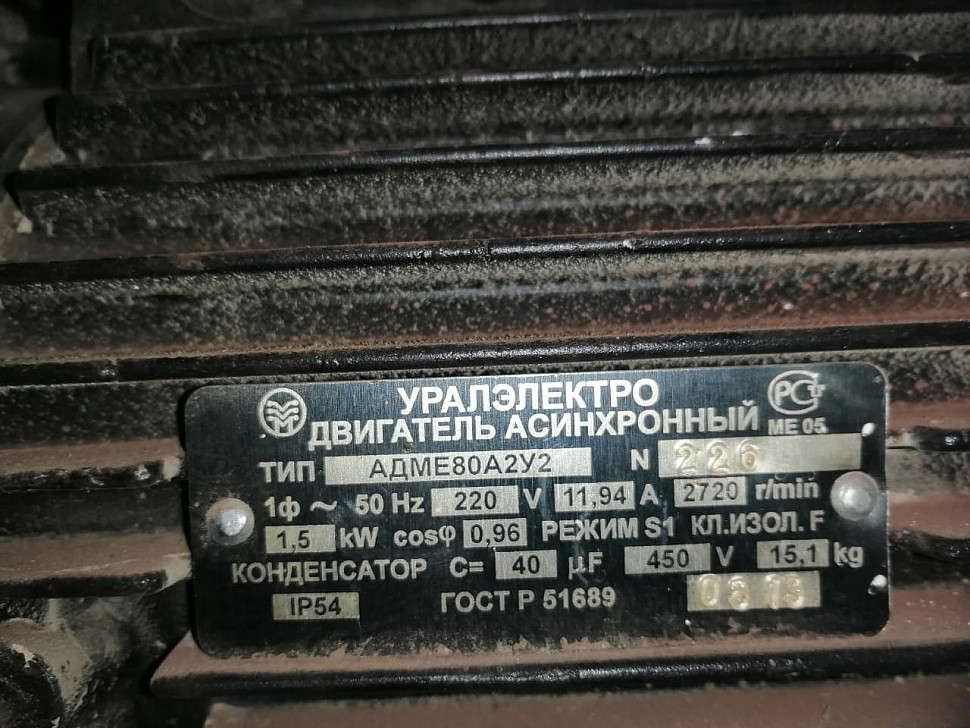 УРАЛЭЛЕКТРО
РСТ
ДВИГАТЕЛЬ АСИНХРОННЫЙ МЕ 05
ТИП АДМЕ80А2У2 N 226
1ф ~ 50 Hz 220 V 11,94 A 2720 r/min
1,5 kW cosφ 0,96 РЕЖИМ S1 КЛ.ИЗОЛ. F
КОНДЕНСАТОР C= 40 µF 450 V 15,1 kg
IP54 ГОСТ Р 51689